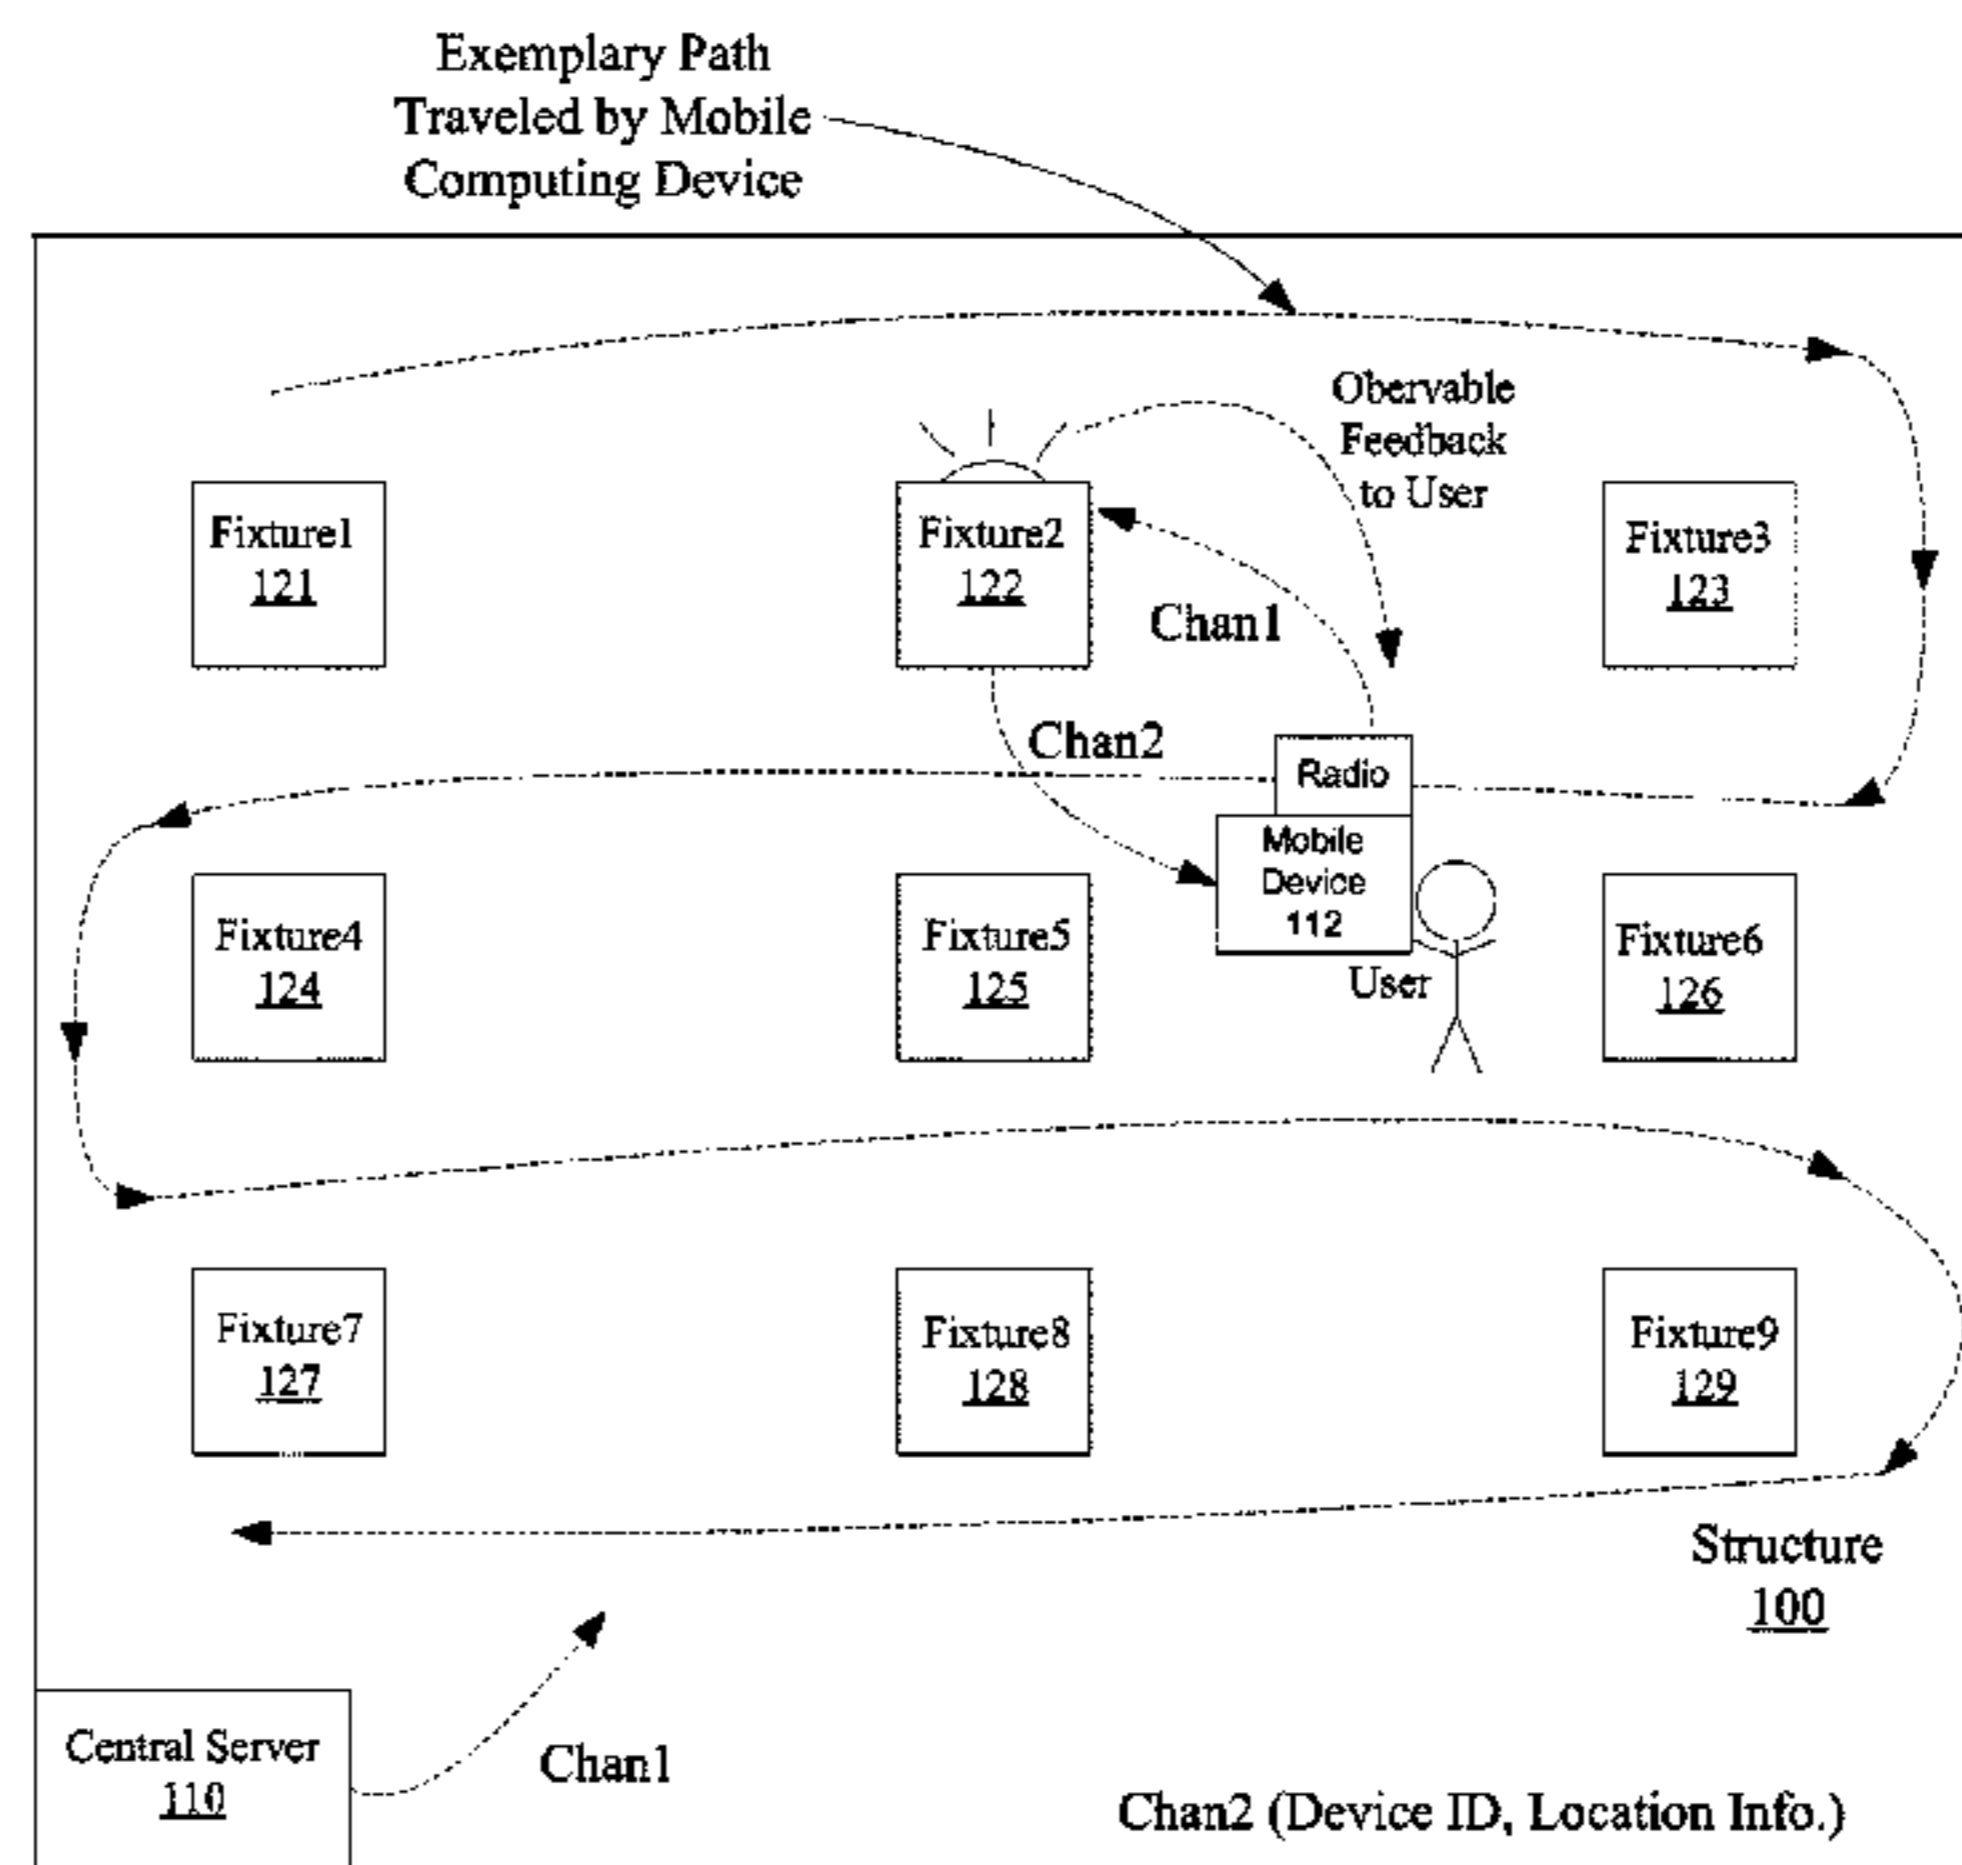 Exemplary Path
Traveled by Mobile
Computing Device
Obervable
Feedback
to User
Fixture1
121
Fixture2
122
Fixture3
123
Chan1
Chan2
Radio
Mobile
Device
112
User
Fixture4
124
Fixture5
125
Fixture6
126
Fixture7
127
Fixture8
128
Fixture9
129
Structure
100
Central Server
110
Chan1
Chan2 (Device ID, Location Info.)